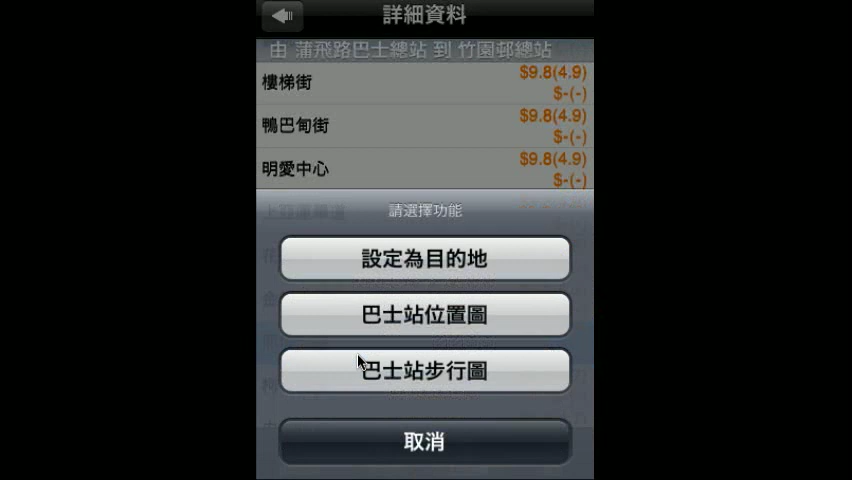 詳細資料
由 蒲飛路巴士總站 到 竹園邨總站
樓梯街 $9.8(4.9)
$-(-)
鴨巴甸街 $9.8(4.9)
$-(-)
明愛中心 $9.8(4.9)
$-(-)
請選擇功能
設定為目的地
巴士站位置圖
巴士站步行圖
取消